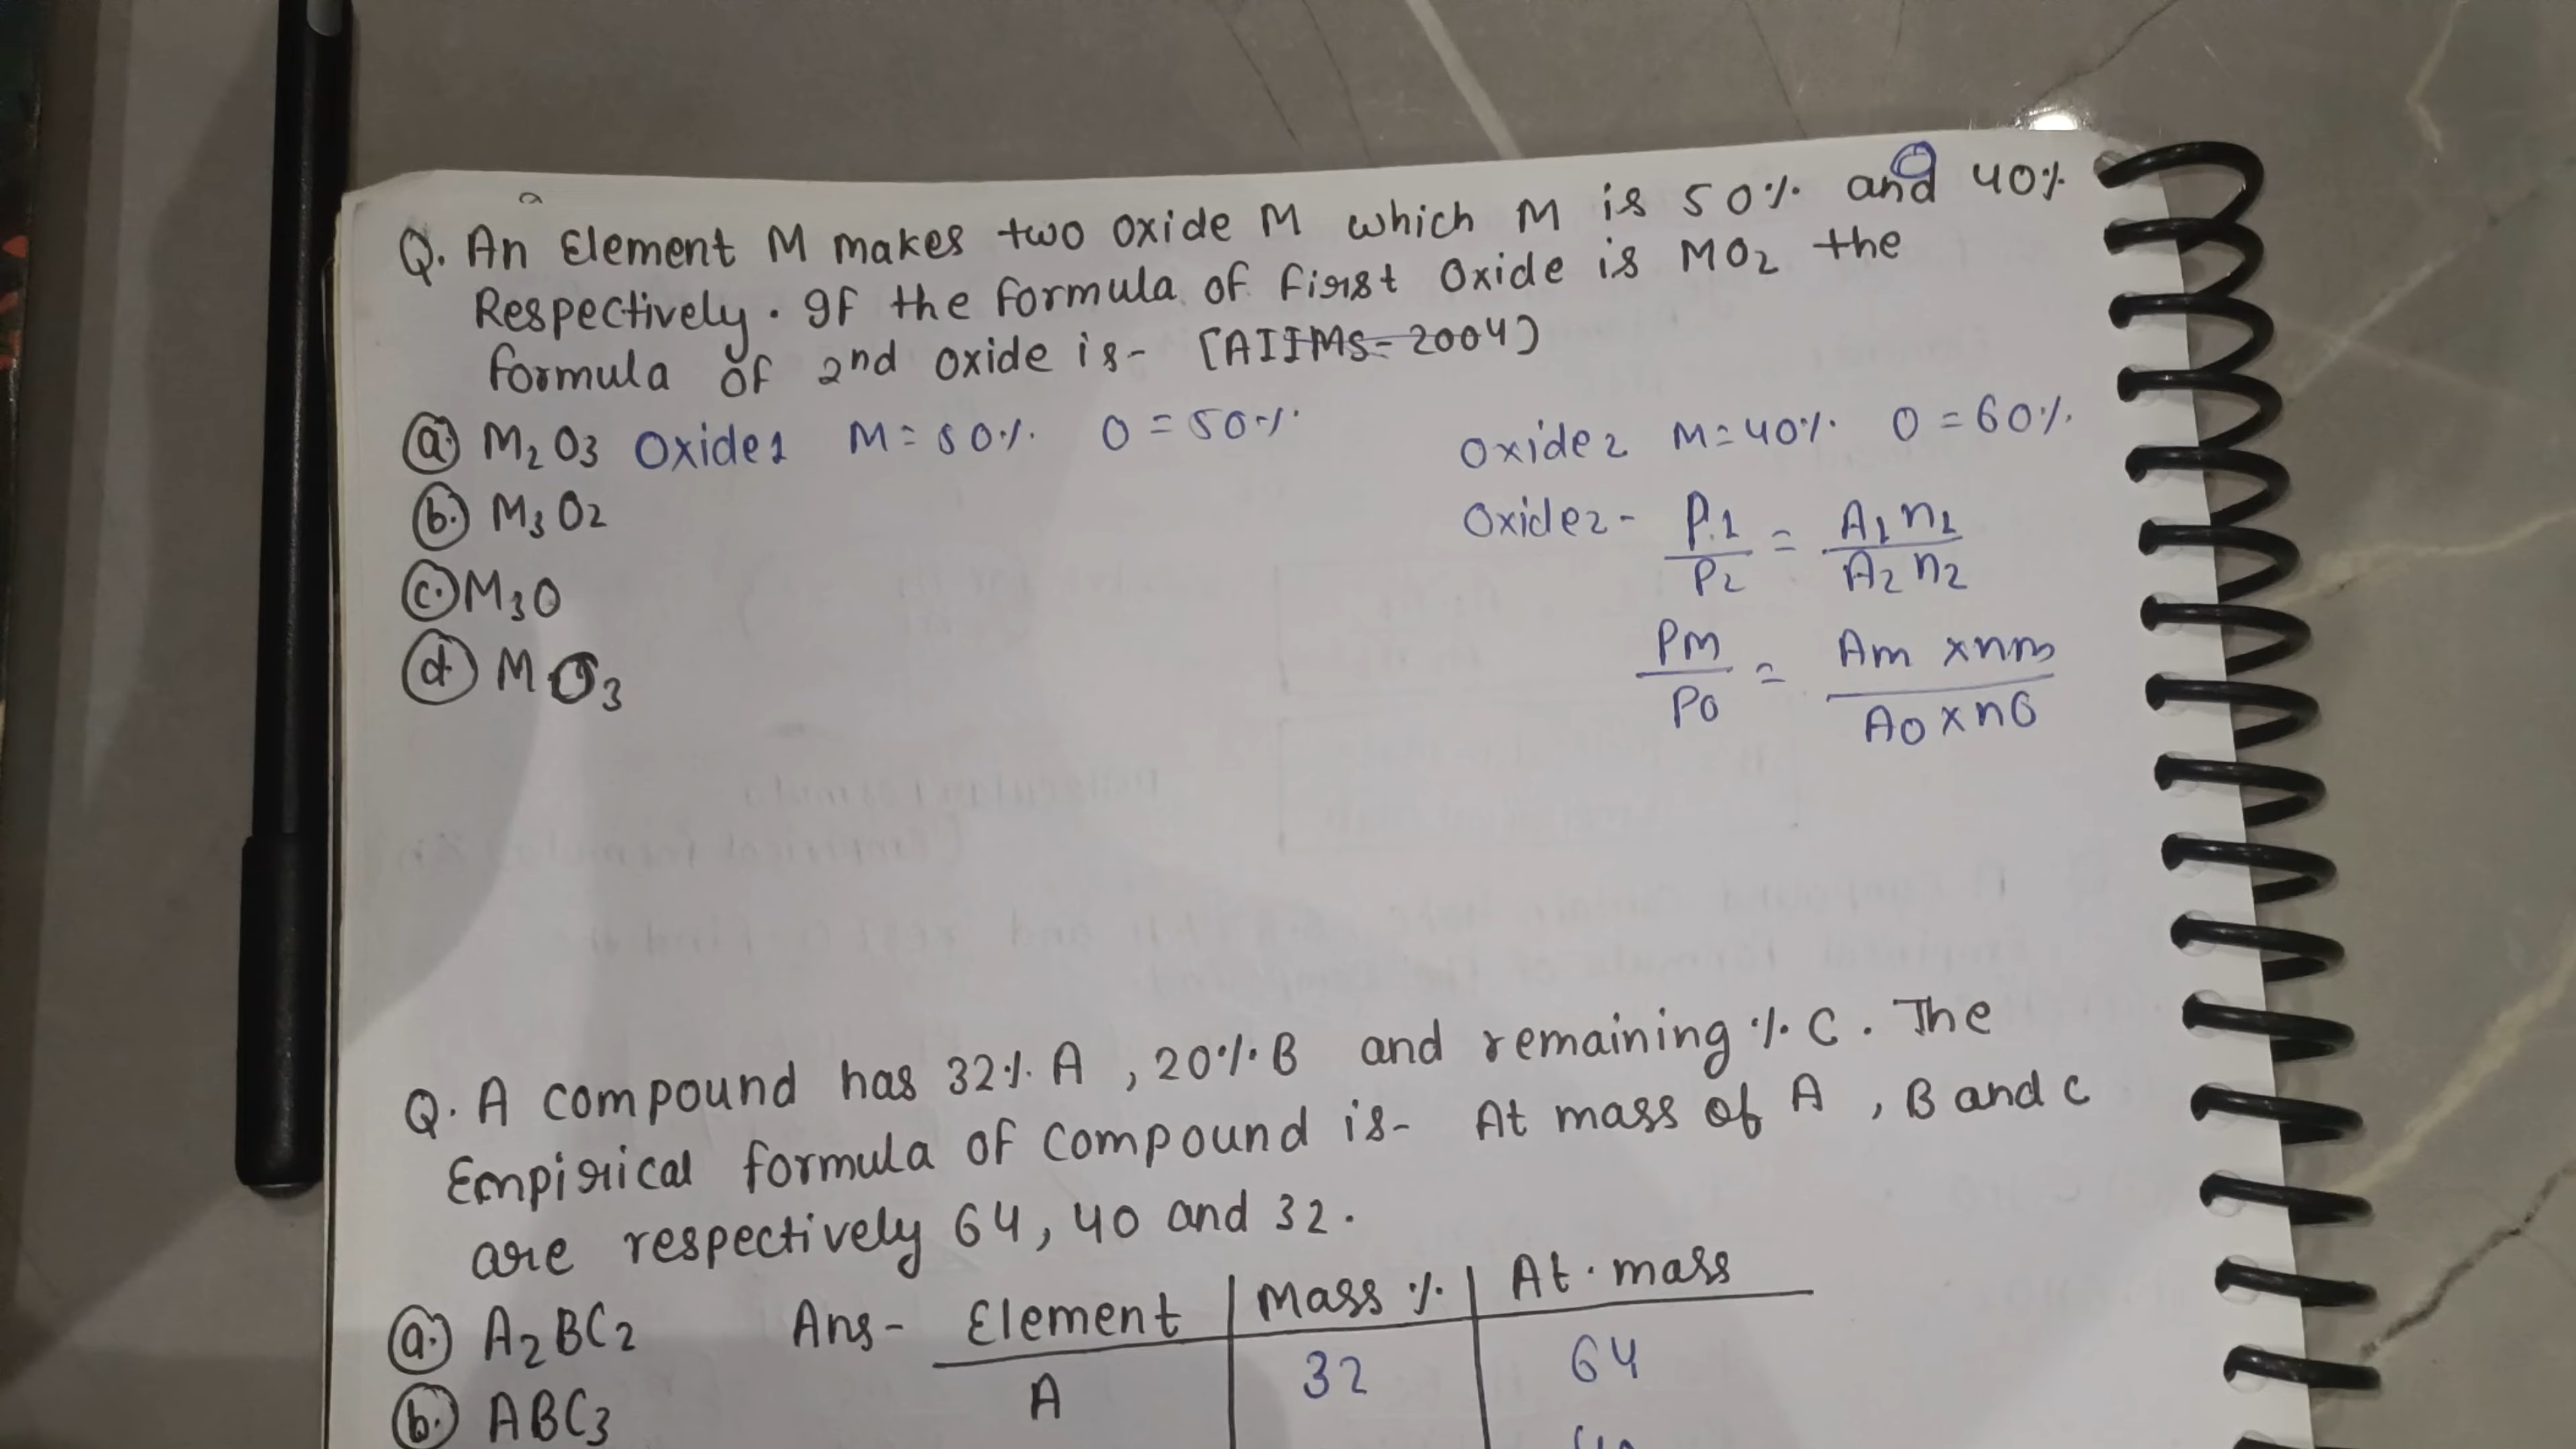 Q. An Element M makes two oxide M which M is 50% and 40%
Respectively. If the formula of first Oxide is MO2 the
formula of 2nd oxide is- [AIIMS-2004]
(a.) M2O3 Oxide1 M=50% O=50%
Oxide2 M=40% O=60%
(b.) M3O2
Oxide2- P1/P2 = A1n1/A2n2
(c.) M3O
(d) MO3
Pm/PO = Am×nm/AO×nO
Q. A compound has 32% A, 20% B and remaining % C. The
Empirical formula of compound is- At mass of A, B and C
are respectively 64, 40 and 32.
(a.) A2BC2 Ans- Element Mass % At. mass
A 32 64
(b.) ABC3